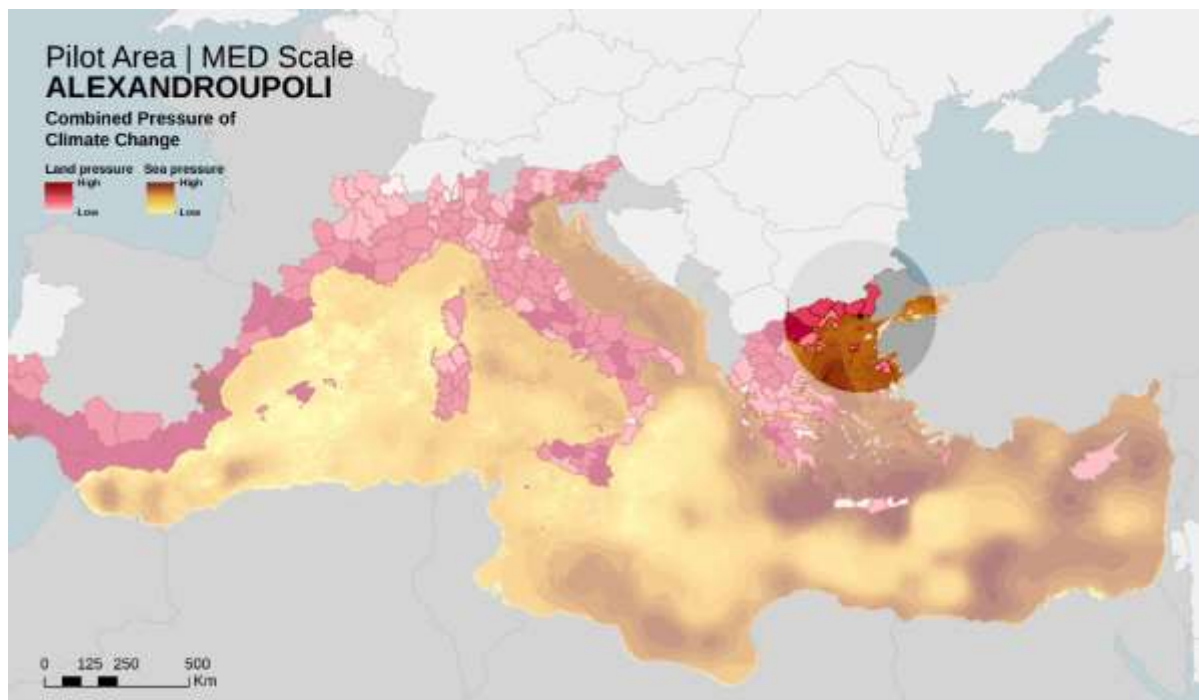 Pilot Area | MED Scale
ALEXANDROUPOLI
Combined Pressure of
Climate Change
Land pressure Sea pressure
High High
Low Low
0 125 250 500
Km